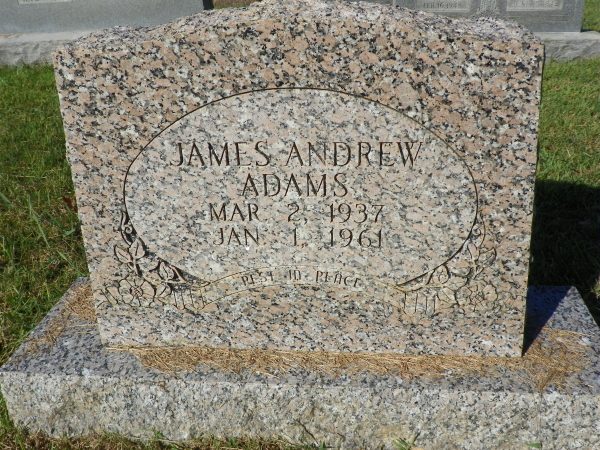 JAMES ANDREW
ADAMS
MAR 2, 1937
JAN 1, 1961
REST IN PEACE